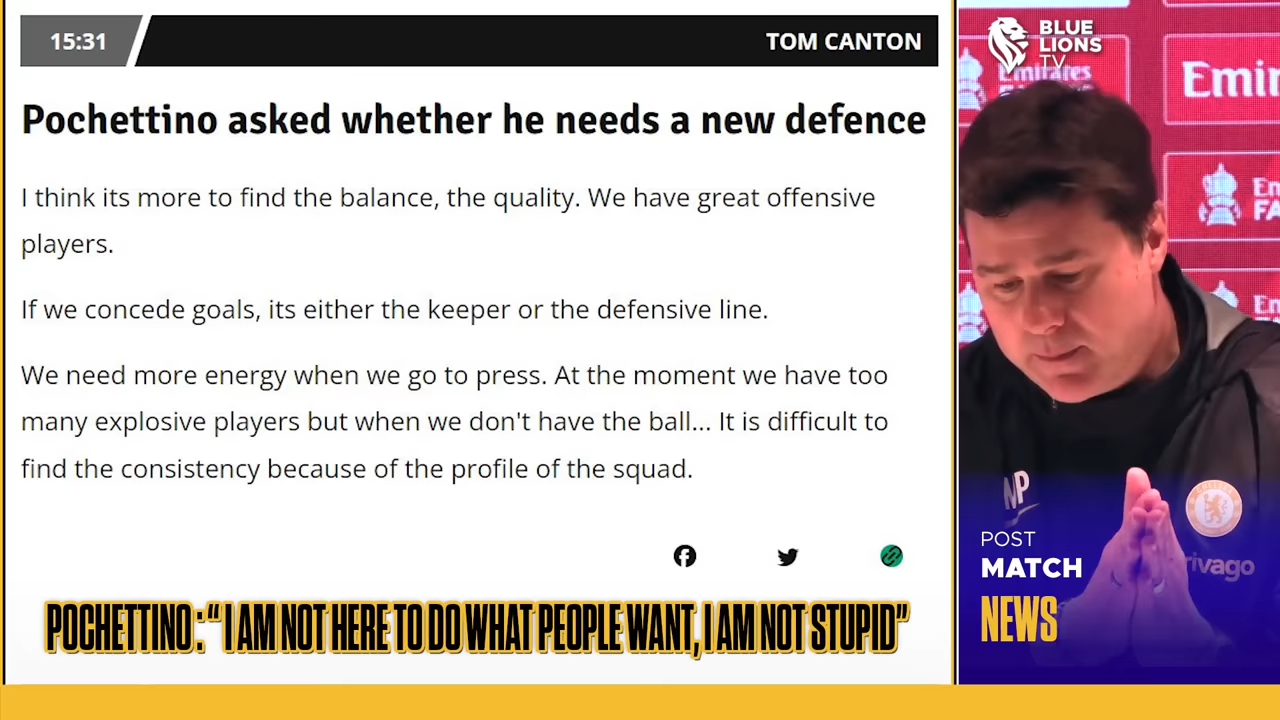 15:31
TOM CANTON
Pochettino asked whether he needs a new defence
I think its more to find the balance, the quality. We have great offensive
players.
If we concede goals, its either the keeper or the defensive line.
We need more energy when we go to press. At the moment we have too
many explosive players but when we don't have the ball... It is difficult to
find the consistency because of the profile of the squad.
POCHETTINO : “ I AM NOT HERE TO DO WHAT PEOPLE WANT, I AM NOT STUPID”
BLUE
LIONS
TV
Emirates
MP
POST
MATCH
NEWS